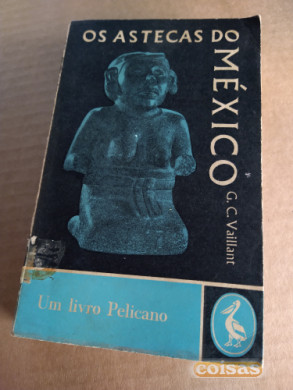 OS ASTECAS DO
MÉXICO
G. C. Vaillant
Um livro Pelicano
coisas